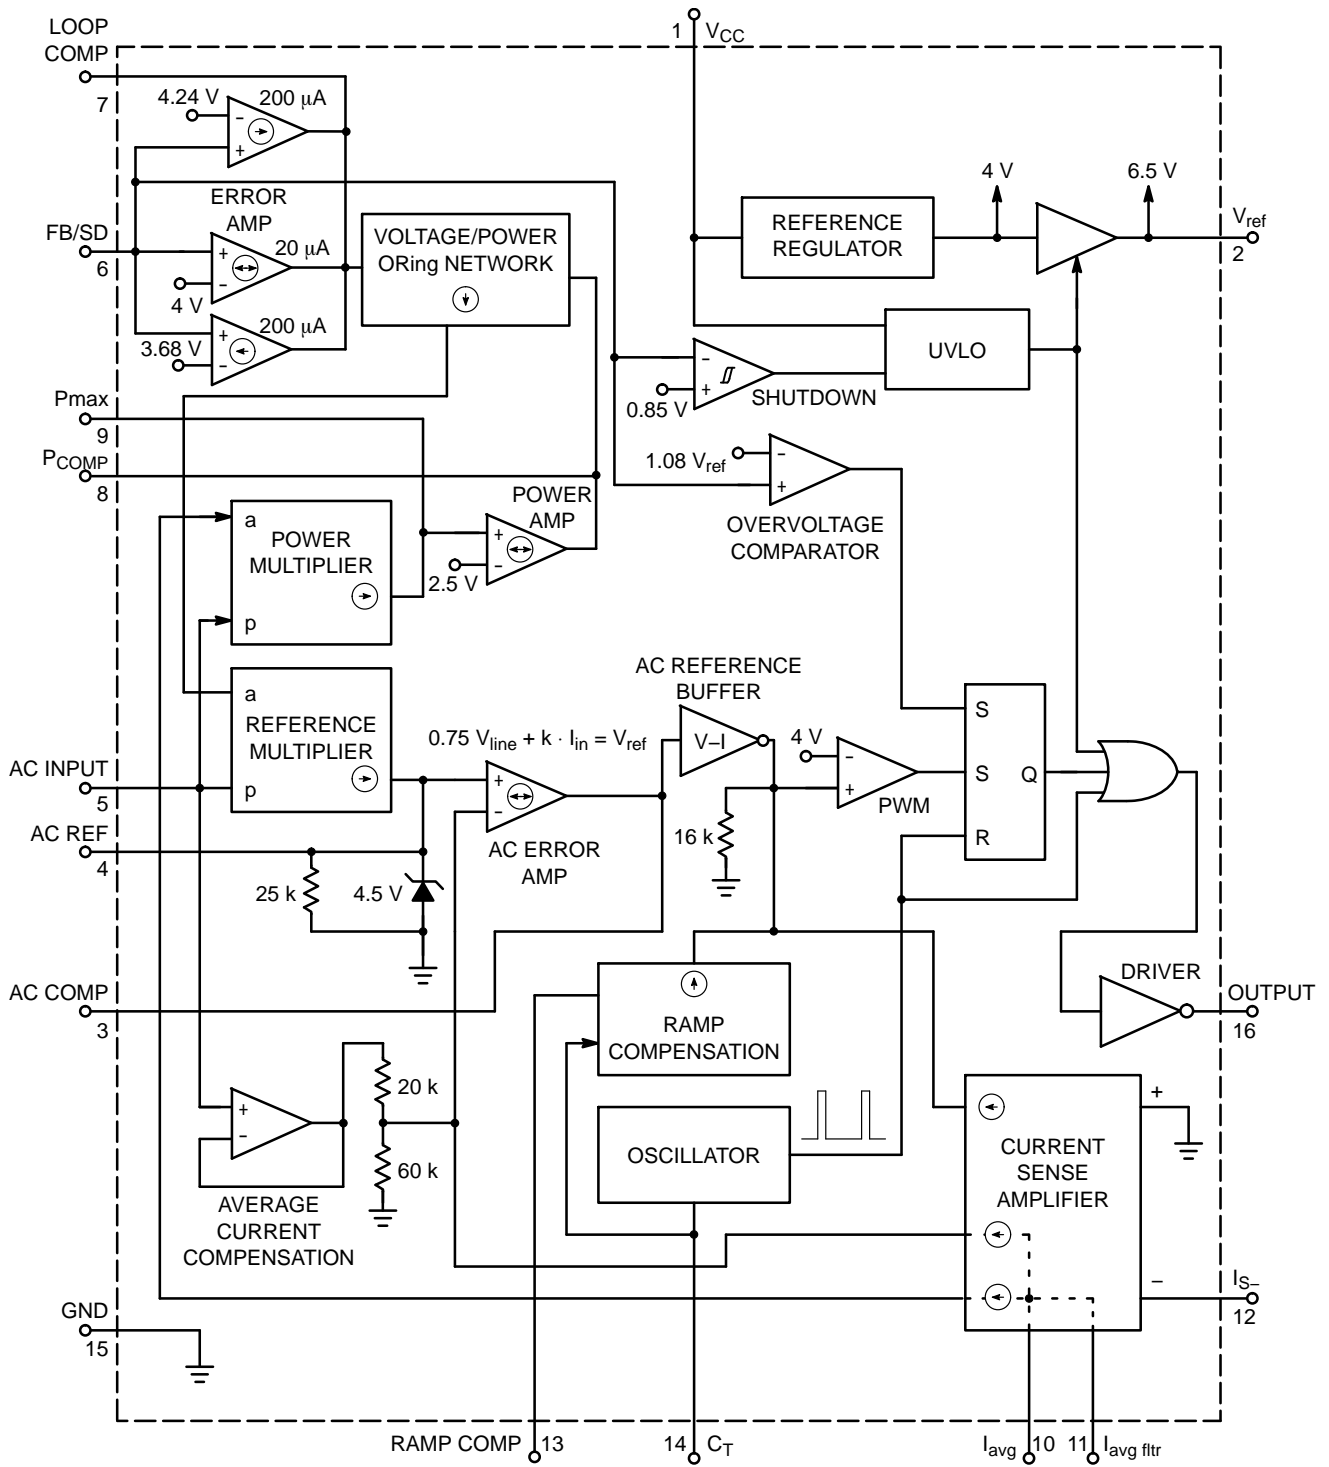 LOOP
COMP
7
4.24 V
200 μA
−
+
1
VCC
ERROR
AMP
FB/SD
6
20 μA
+
−
4 V
200 μA
3.68 V
+
−
VOLTAGE/POWER
ORing NETWORK
REFERENCE
REGULATOR
4 V
6.5 V
Vref
2
UVLO
−
+
0.85 V
SHUTDOWN
Pmax
9
PCOMP
8
1.08 Vref
−
+
OVERVOLTAGE
COMPARATOR
POWER
AMP
+
−
2.5 V
a
POWER
MULTIPLIER
p
a
REFERENCE
MULTIPLIER
p
AC INPUT
5
AC REF
4
25 k
4.5 V
0.75 Vline + k · Iin = Vref
+
−
AC ERROR
AMP
AC REFERENCE
BUFFER
V–I
16 k
4 V
−
+
PWM
S
S
Q
R
AC COMP
3
RAMP
COMPENSATION
DRIVER
OUTPUT
16
+
−
20 k
60 k
AVERAGE
CURRENT
COMPENSATION
OSCILLATOR
CURRENT
SENSE
AMPLIFIER
+
−
IS–
12
GND
15
RAMP COMP
13
14
CT
Iavg
10
11
Iavg fltr